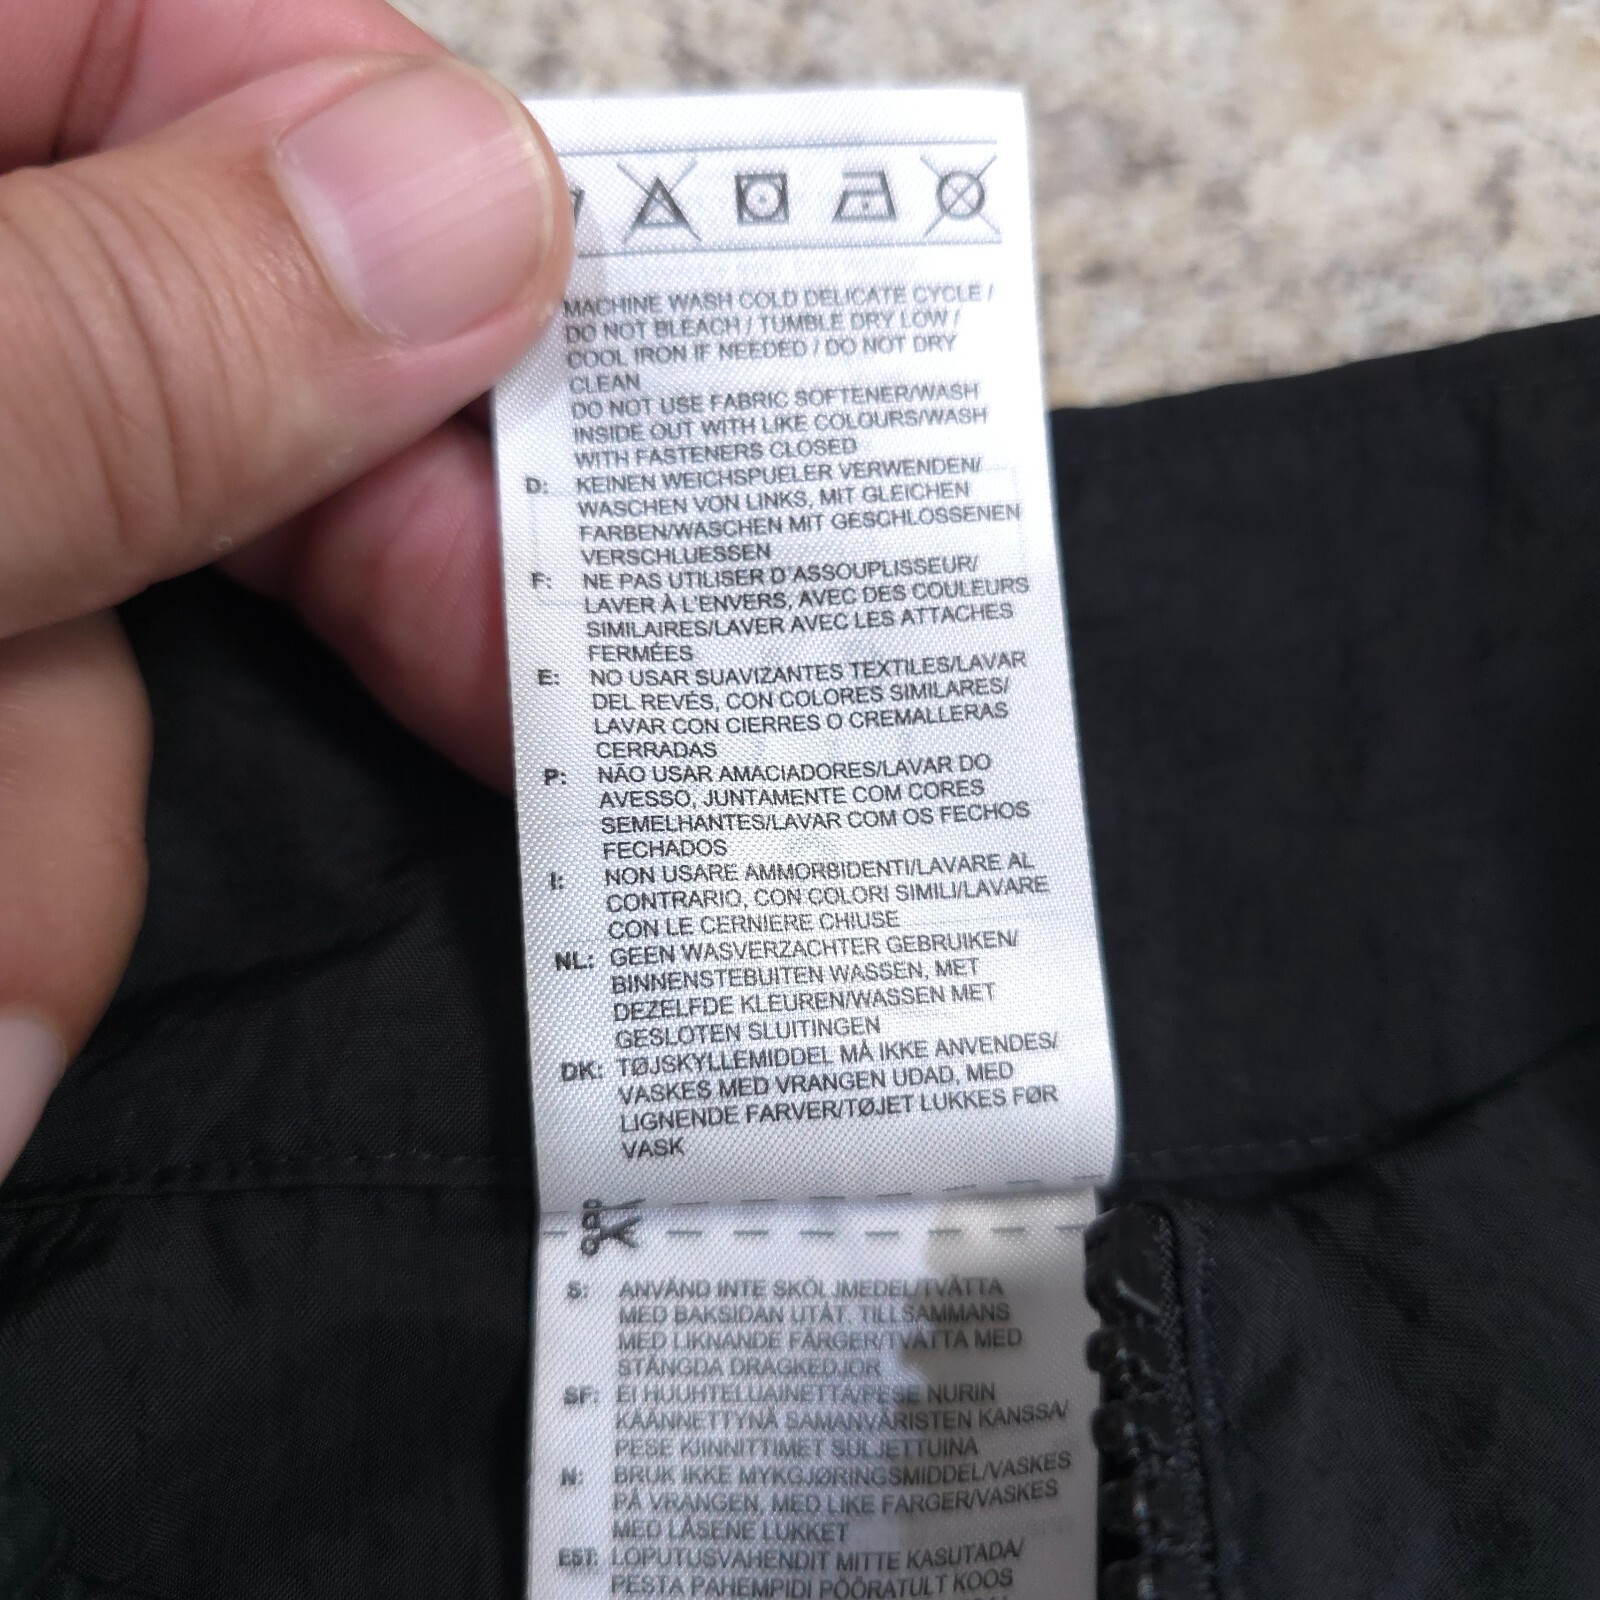 MACHINE WASH COLD DELICATE CYCLE /
DO NOT BLEACH / TUMBLE DRY LOW /
COOL IRON IF NEEDED / DO NOT DRY
CLEAN
DO NOT USE FABRIC SOFTENER/WASH
INSIDE OUT WITH LIKE COLOURS/WASH
WITH FASTENERS CLOSED
D: KEINEN WEICHSPUELER VERWENDEN/
WASCHEN VON LINKS, MIT GLEICHEN
FARBEN/WASCHEN MIT GESCHLOSSENEN
VERSCHLUESSEN
F: NE PAS UTILISER D'ASSOUPLISSEUR/
LAVER À L'ENVERS, AVEC DES COULEURS
SIMILAIRES/LAVER AVEC LES ATTACHES
FERMÉES
E: NO USAR SUAVIZANTES TEXTILES/LAVAR
DEL REVÉS, CON COLORES SIMILARES/
LAVAR CON CIERRES O CREMALLERAS
CERRADAS
P: NÃO USAR AMACIADORES/LAVAR DO
AVESSO, JUNTAMENTE COM CORES
SEMELHANTES/LAVAR COM OS FECHOS
FECHADOS
I: NON USARE AMMORBIDENTI/LAVARE AL
CONTRARIO, CON COLORI SIMILI/LAVARE
CON LE CERNIERE CHIUSE
NL: GEEN WASVERZACHTER GEBRUIKEN/
BINNENSTEBUITEN WASSEN, MET
DEZELFDE KLEUREN/WASSEN MET
GESLOTEN SLUITINGEN
DK: TØJSKYLLEMIDDEL MÅ IKKE ANVENDES/
VASKES MED VRANGEN UDAD, MED
LIGNENDE FARVER/TØJET LUKKES FØR
VASK
S: ANVÄND INTE SKÖLJMEDEL/TVÄTTA
MED BAKSIDAN UTÅT, TILLSAMMANS
MED LIKNANDE FÄRGER/TVÄTTA MED
STÄNGDA DRAGKEDJOR
SF: EI HUUHTELUAINETTA/PESE NURIN
KÄÄNNETTYNÄ SAMANVÄRISTEN KANSSA/
PESE KIINNITTIMET SULJETTUINA
N: BRUK IKKE MYKGJØRINGSMIDDEL/VASKES
PÅ VRANGEN, MED LIKE FARGER/VASKES
MED LÅSENE LUKKET
EST: LOPUTUSVAHENDIT MITTE KASUTADA/
PESTA PAHEMPIDI PÖÖRATULT KOOS